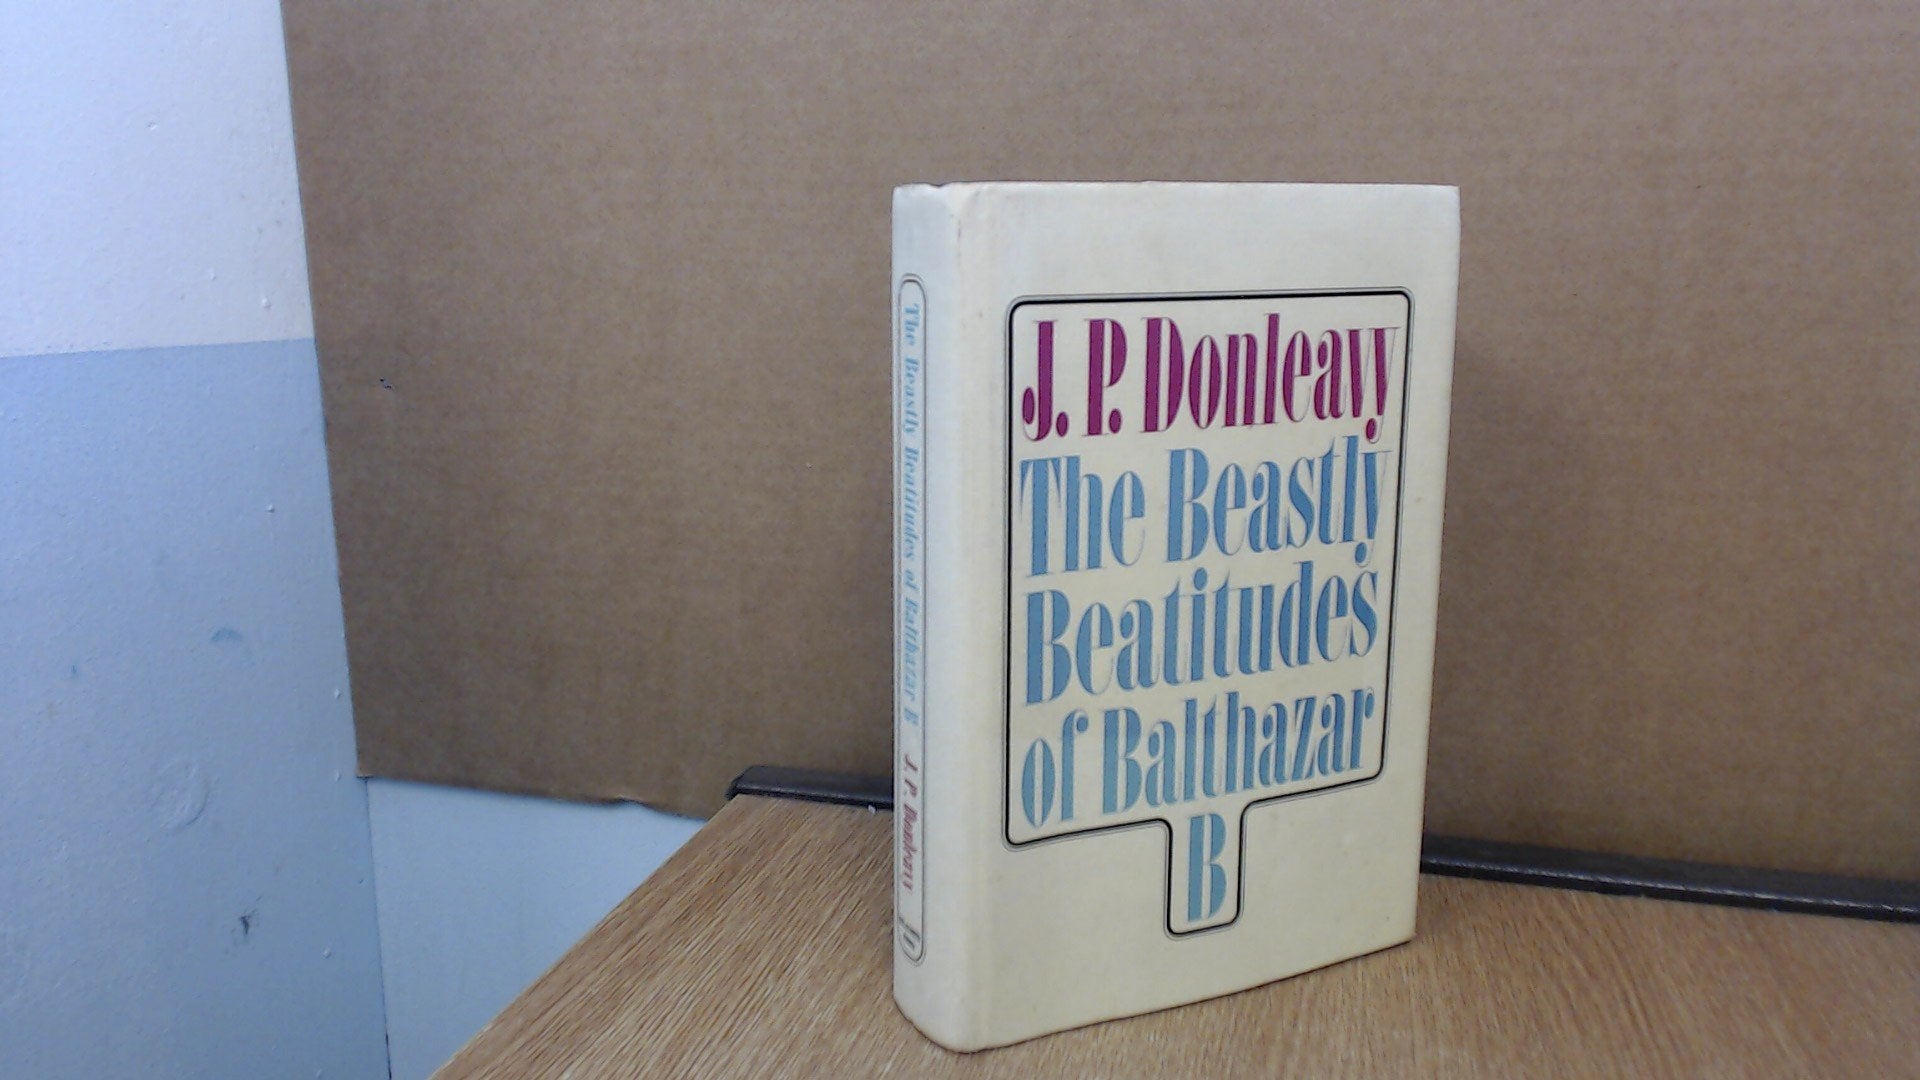 The Beastly Beatitudes of Balthazar B J. P. Donleavy
J. P. Donleavy
The Beastly
Beatitudes
of Balthazar
B